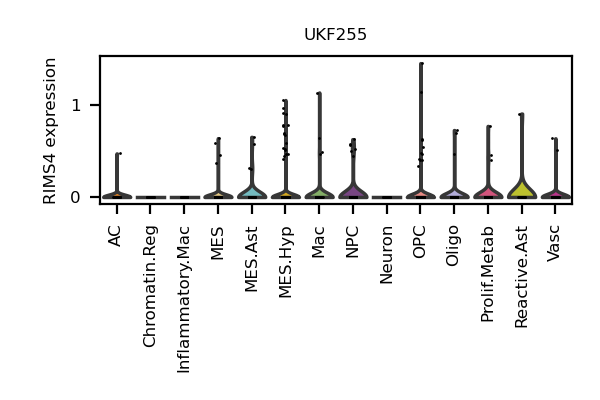 UKF255
RIMS4 expression
1
0
AC
Chromatin.Reg
Inflammatory.Mac
MES
MES.Ast
MES.Hyp
Mac
NPC
Neuron
OPC
Oligo
Prolif.Metab
Reactive.Ast
Vasc